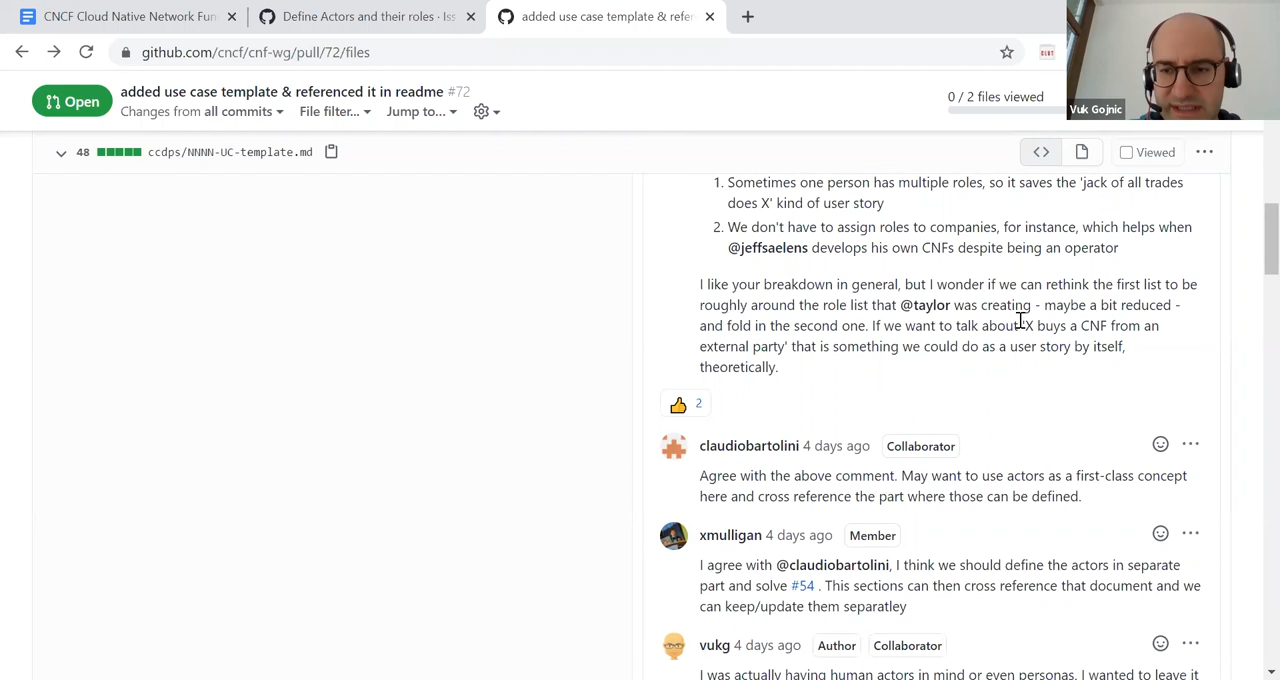 CNCF Cloud Native Network Fun
Define Actors and their roles · Iss
added use case template & refer
github.com/cncf/cnf-wg/pull/72/files
Vuk Gojnic
Open
added use case template & referenced it in readme #72
Changes from all commits
File filter...
Jump to...
0 / 2 files viewed
48
ccdps/NNNN-UC-template.md
Viewed
1. Sometimes one person has multiple roles, so it saves the 'jack of all trades
does X' kind of user story
2. We don't have to assign roles to companies, for instance, which helps when
@jeffsaelens develops his own CNFs despite being an operator
I like your breakdown in general, but I wonder if we can rethink the first list to be
roughly around the role list that @taylor was creating - maybe a bit reduced -
and fold in the second one. If we want to talk about 'X buys a CNF from an
external party' that is something we could do as a user story by itself,
theoretically.
2
claudiobartolini 4 days ago Collaborator
Agree with the above comment. May want to use actors as a first-class concept
here and cross reference the part where those can be defined.
xmulligan 4 days ago Member
I agree with @claudiobartolini, I think we should define the actors in separate
part and solve #54 . This sections can then cross reference that document and we
can keep/update them separatley
vukg 4 days ago Author Collaborator
I was actually having human actors in mind or even personas. I wanted to leave it